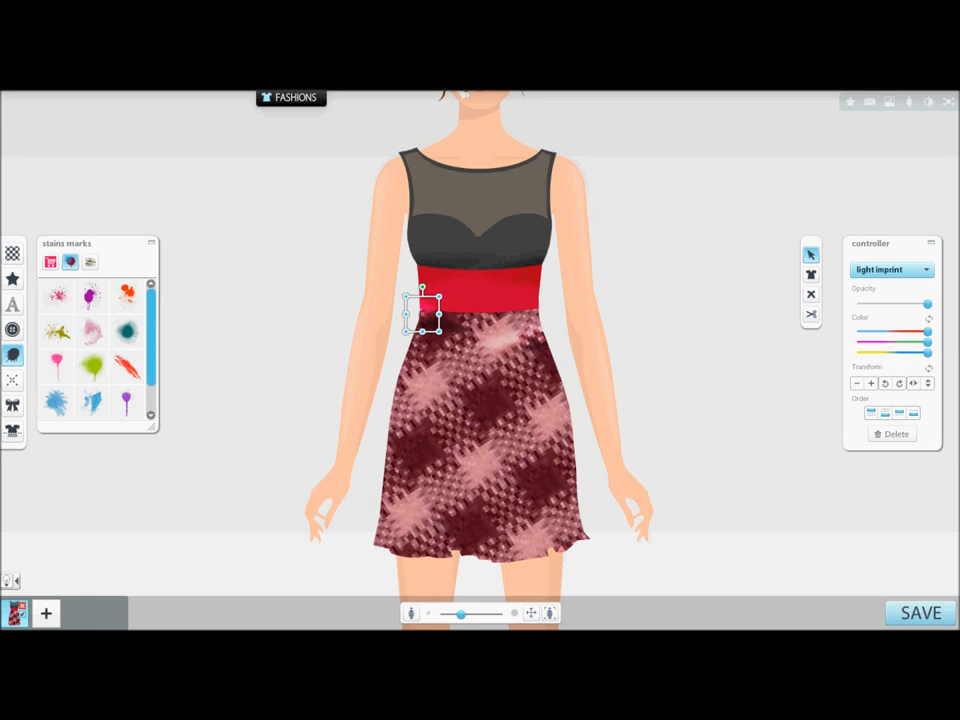 FASHIONS
stains marks
A
controller
light imprint
Opacity
Color
Transform
Order
Delete
SAVE